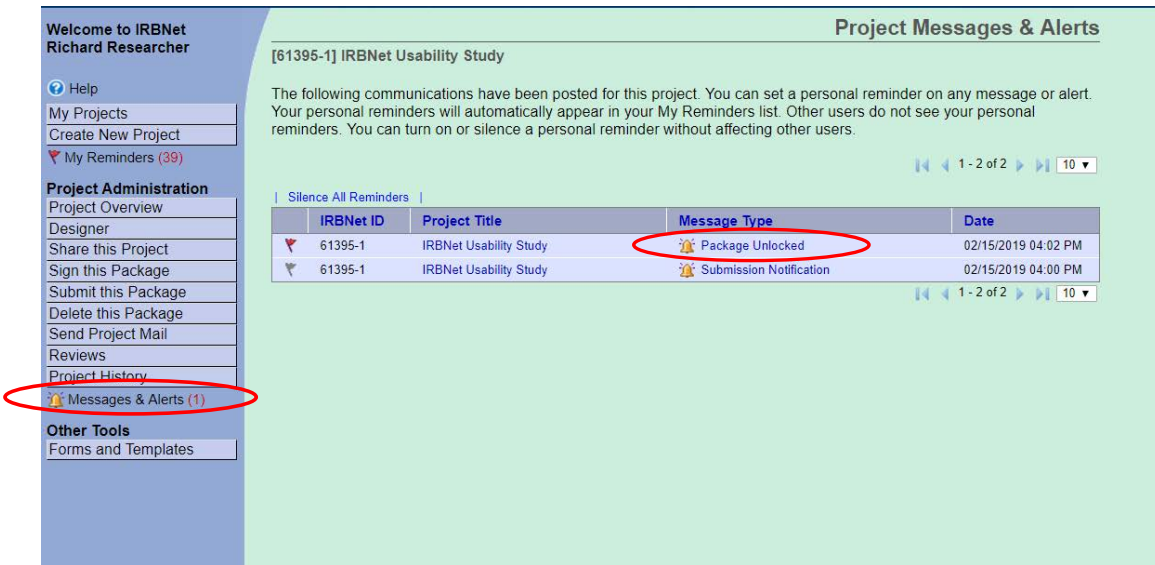 Welcome to IRBNet
Richard Researcher
Help
My Projects
Create New Project
My Reminders (39)
Project Administration
Project Overview
Designer
Share this Project
Sign this Package
Submit this Package
Delete this Package
Send Project Mail
Reviews
Project History
Messages & Alerts (1)
Other Tools
Forms and Templates
Project Messages & Alerts
[61395-1] IRBNet Usability Study
The following communications have been posted for this project. You can set a personal reminder on any message or alert.
Your personal reminders will automatically appear in your My Reminders list. Other users do not see your personal
reminders. You can turn on or silence a personal reminder without affecting other users.
1 - 2 of 2 10
| Silence All Reminders |
IRBNet ID Project Title Message Type Date
61395-1 IRBNet Usability Study Package Unlocked 02/15/2019 04:02 PM
61395-1 IRBNet Usability Study Submission Notification 02/15/2019 04:00 PM
1 - 2 of 2 10